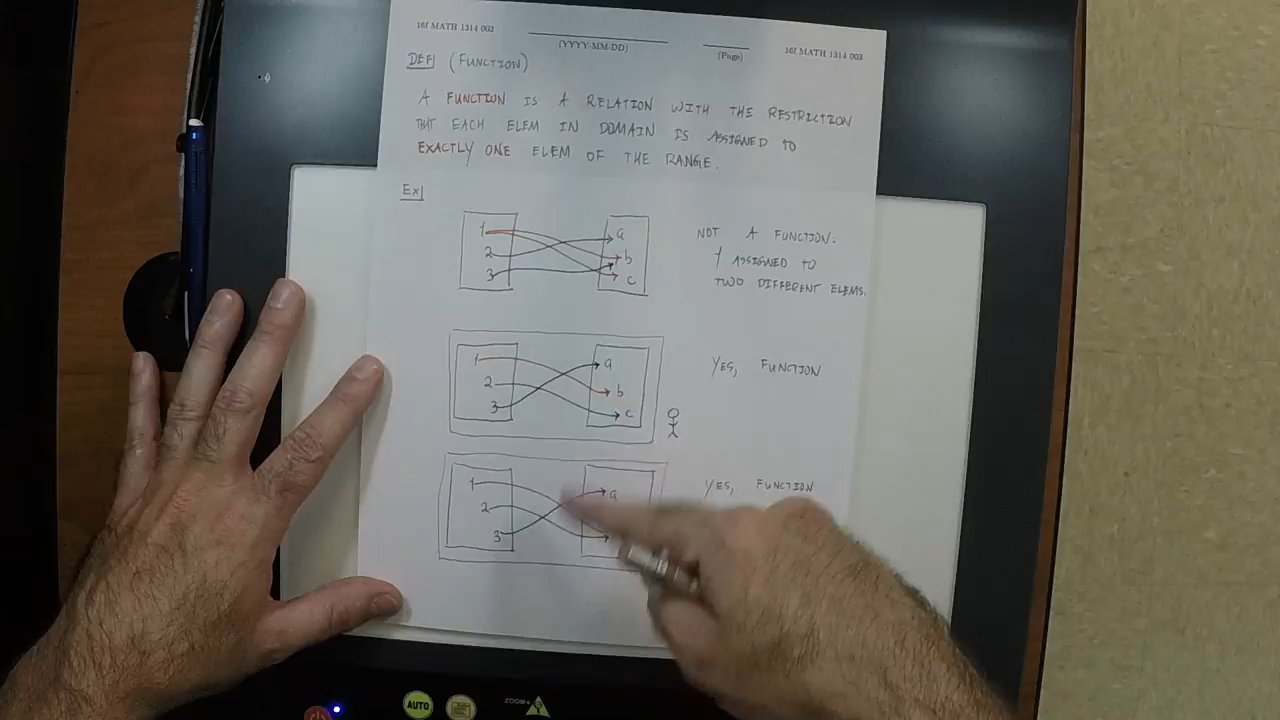 16f MATH 1314 003
(YYYY-MM-DD)
(Page)
16f MATH 1314 003
DEF (FUNCTION)
A FUNCTION IS A RELATION WITH THE RESTRICTION
THAT EACH ELEM IN DOMAIN IS ASSIGNED TO
EXACTLY ONE ELEM OF THE RANGE.
Ex
1 a
2 b
3 c
NOT A FUNCTION.
1 ASSIGNED TO
TWO DIFFERENT ELEMS.
1 a
2 b
3 c
YES, FUNCTION
1 a
2
3
YES, FUNCTION
AUTO
ZOOM+